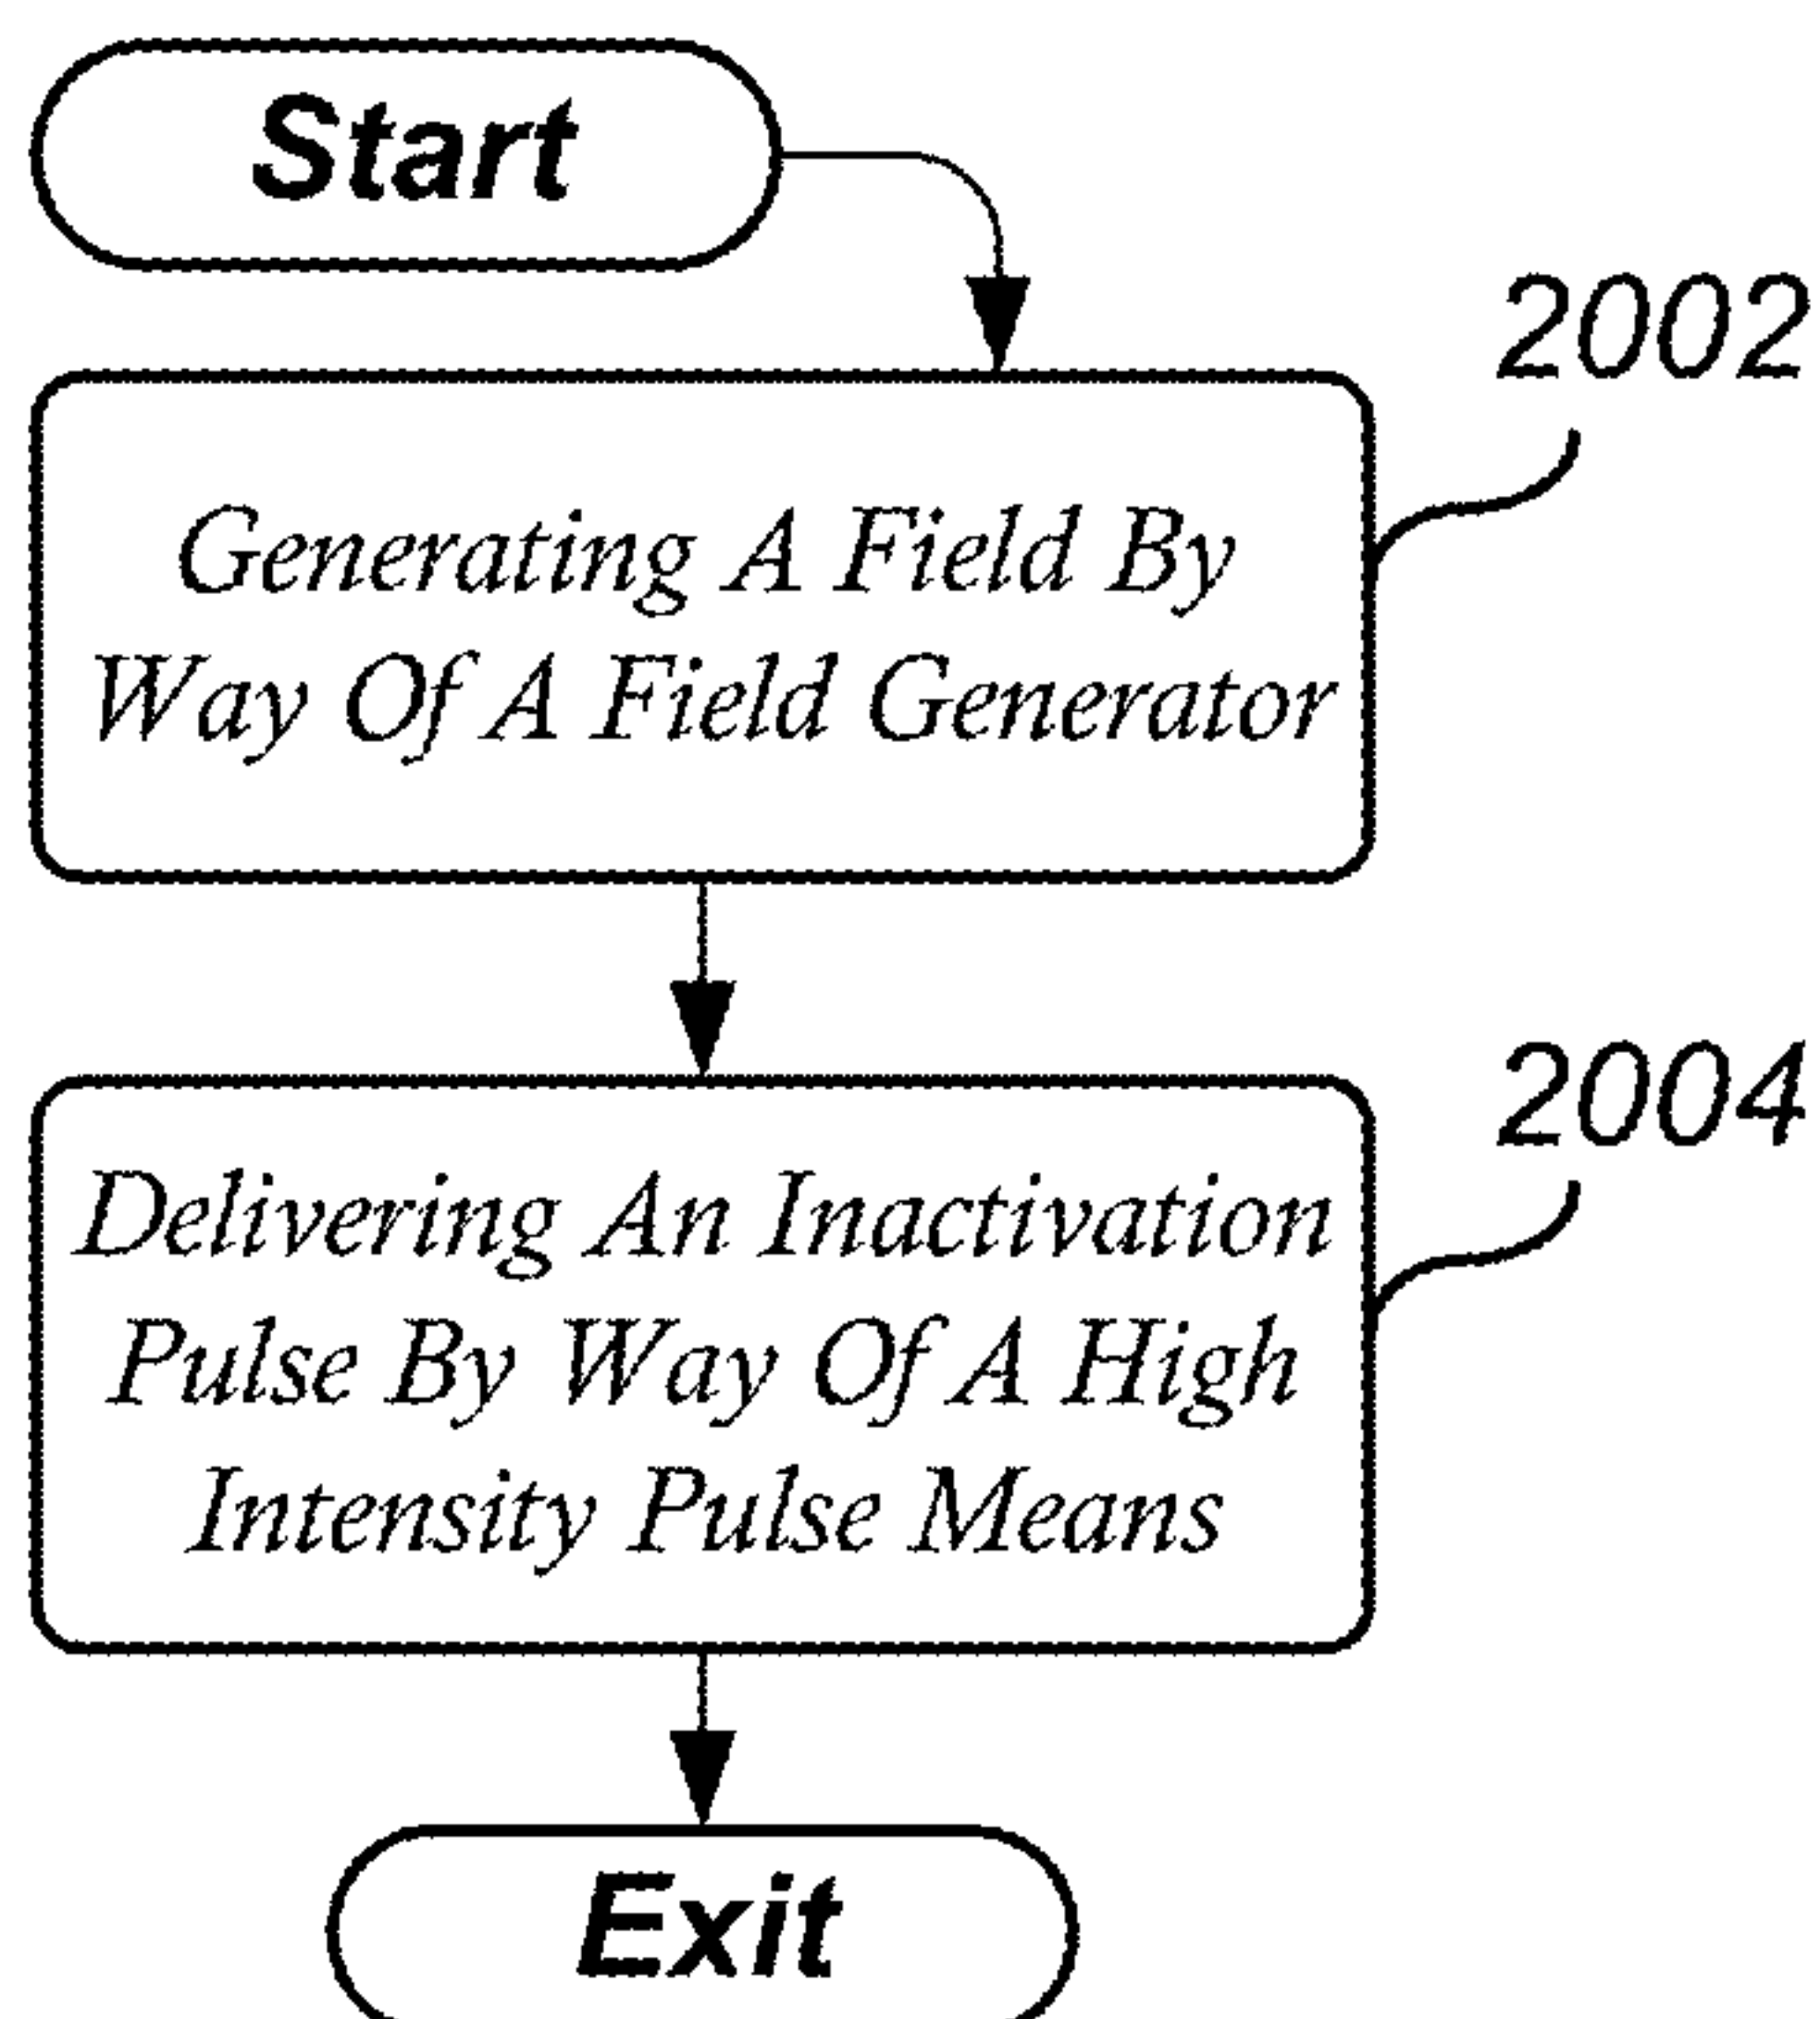 Start
2002
Generating A Field By
Way Of A Field Generator
2004
Delivering An Inactivation
Pulse By Way Of A High
Intensity Pulse Means
Exit